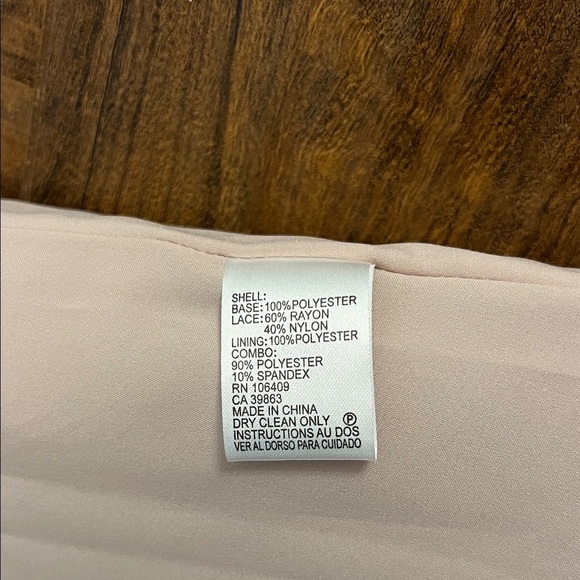 SHELL:
BASE:100%POLYESTER
LACE:60% RAYON
40% NYLON
LINING:100%POLYESTER
COMBO:
90% POLYESTER
10% SPANDEX
RN 106409
CA 39863
MADE IN CHINA
DRY CLEAN ONLY Ⓟ
INSTRUCTIONS AU DOS
VER AL DORSO PARA CUIDADO